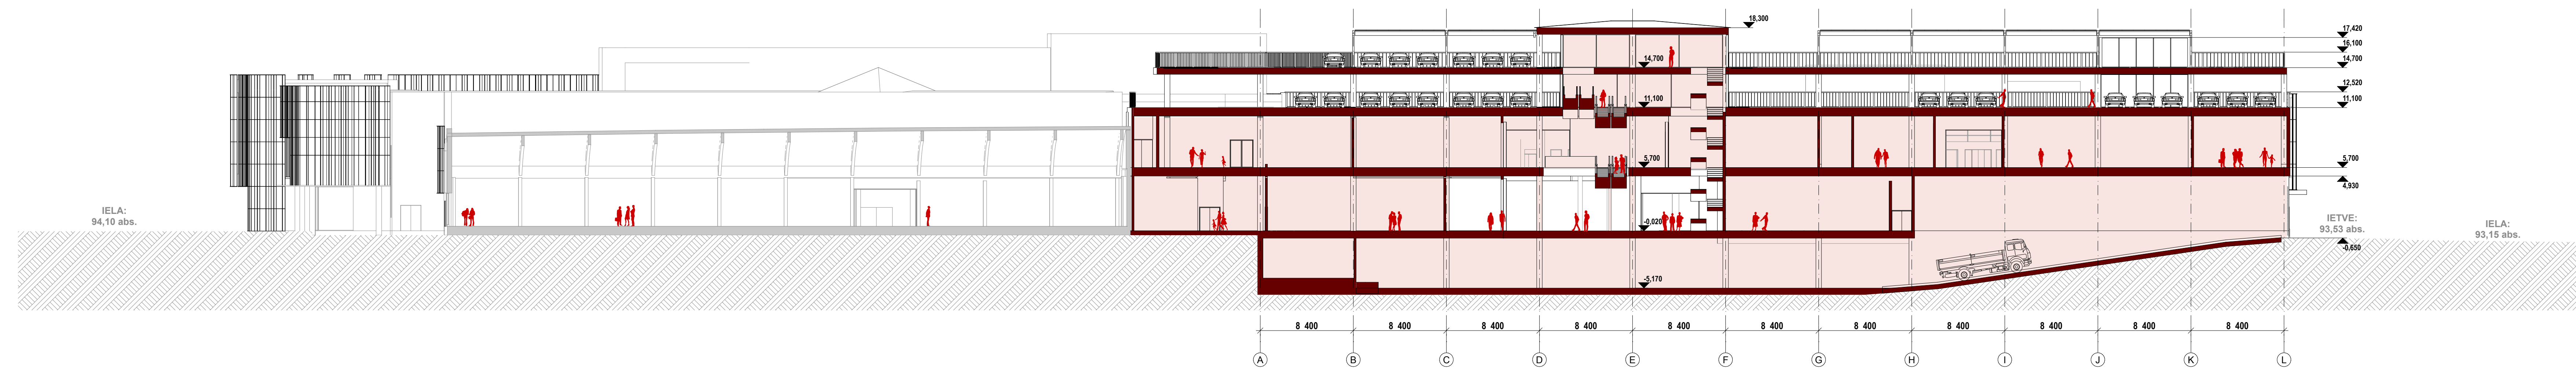 18,300
17,420
16,100
14,700
14,700
12,520
11,100
11,100
5,700
5,700
4,930
IELA:
94,10 abs.
-0,020
IETVE:
93,53 abs.
IELA:
93,15 abs.
-0,650
-5,170
8 400 8 400 8 400 8 400 8 400 8 400 8 400 8 400 8 400 8 400 8 400
A B C D E F G H I J K L